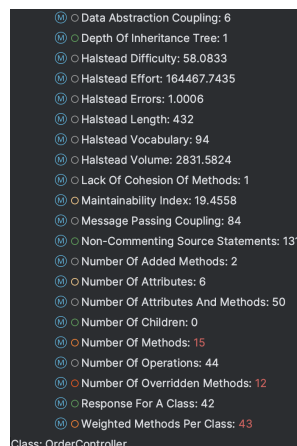 Data Abstraction Coupling: 6
Depth Of Inheritance Tree: 1
Halstead Difficulty: 58.0833
Halstead Effort: 164467.7435
Halstead Errors: 1.0006
Halstead Length: 432
Halstead Vocabulary: 94
Halstead Volume: 2831.5824
Lack Of Cohesion Of Methods: 1
Maintainability Index: 19.4558
Message Passing Coupling: 84
Non-Commenting Source Statements: 131
Number Of Added Methods: 2
Number Of Attributes: 6
Number Of Attributes And Methods: 50
Number Of Children: 0
Number Of Methods: 15
Number Of Operations: 44
Number Of Overridden Methods: 12
Response For A Class: 42
Weighted Methods Per Class: 43
Class: OrderController